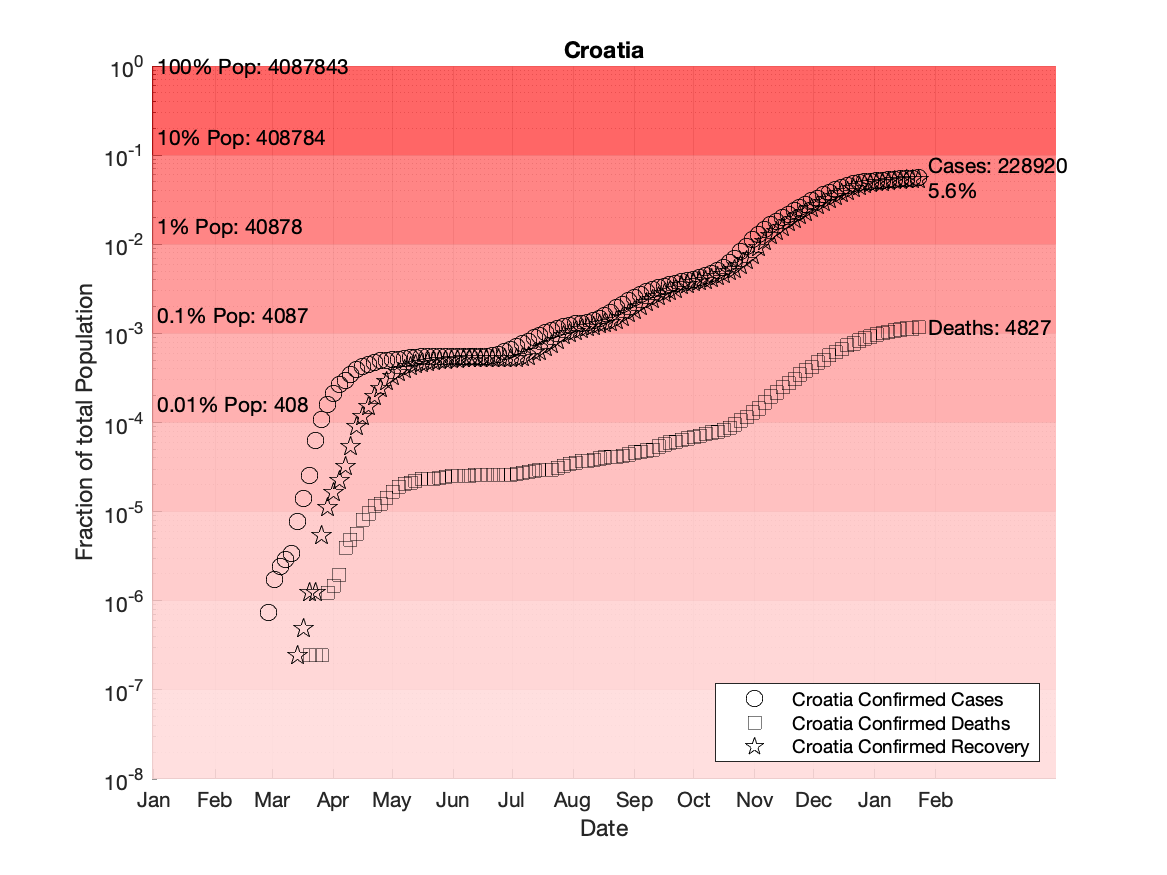 Croatia
10^0
100% Pop: 4087843
10% Pop: 408784
10^-1
Cases: 228920
5.6%
1% Pop: 40878
10^-2
0.1% Pop: 4087
10^-3
Deaths: 4827
0.01% Pop: 408
10^-4
10^-5
10^-6
10^-7
10^-8
Fraction of total Population
Croatia Confirmed Cases
Croatia Confirmed Deaths
Croatia Confirmed Recovery
Jan Feb Mar Apr May Jun Jul Aug Sep Oct Nov Dec Jan Feb
Date